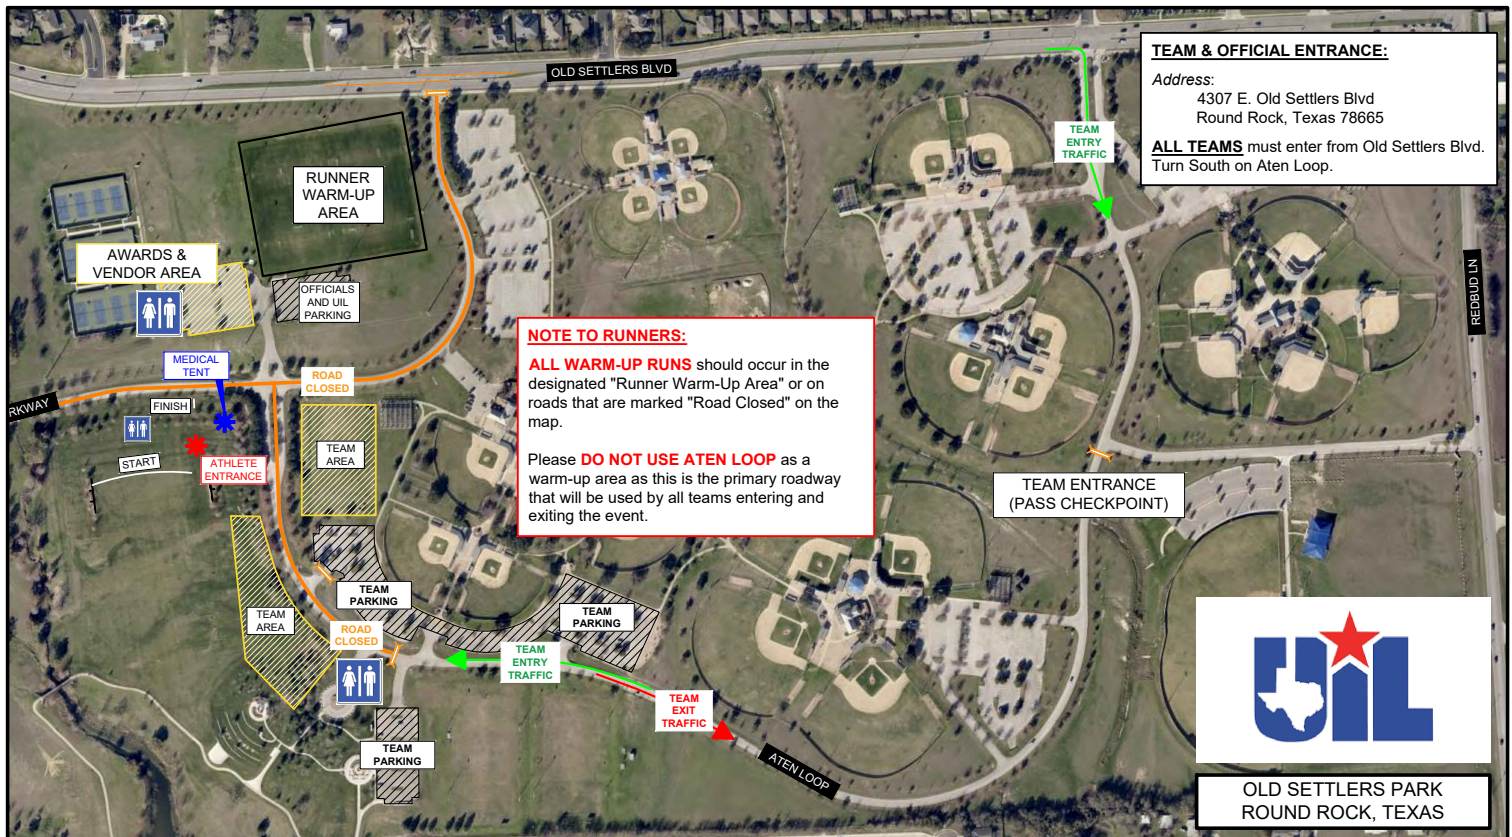 OLD SETTLERS BLVD
TEAM & OFFICIAL ENTRANCE:
Address:
4307 E. Old Settlers Blvd
Round Rock, Texas 78665
ALL TEAMS must enter from Old Settlers Blvd.
Turn South on Aten Loop.
TEAM
ENTRY
TRAFFIC
RUNNER
WARM-UP
AREA
AWARDS &
VENDOR AREA
OFFICIALS
AND UIL
PARKING
REDBUD LN
NOTE TO RUNNERS:
ALL WARM-UP RUNS should occur in the
designated "Runner Warm-Up Area" or on
roads that are marked "Road Closed" on the
map.
Please DO NOT USE ATEN LOOP as a
warm-up area as this is the primary roadway
that will be used by all teams entering and
exiting the event.
MEDICAL
TENT
ROAD
CLOSED
RKWAY
FINISH
START
ATHLETE
ENTRANCE
TEAM
AREA
TEAM ENTRANCE
(PASS CHECKPOINT)
TEAM
PARKING
TEAM
PARKING
TEAM
AREA
ROAD
CLOSED
TEAM
ENTRY
TRAFFIC
TEAM
EXIT
TRAFFIC
TEAM
PARKING
ATEN LOOP
UIL
OLD SETTLERS PARK
ROUND ROCK, TEXAS